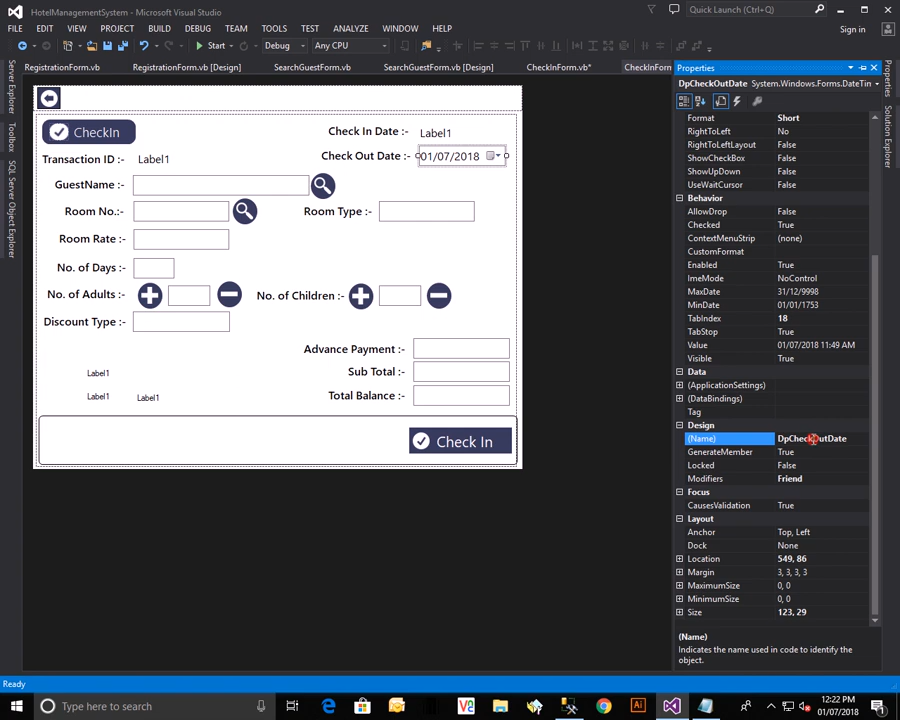 HotelManagementSystem - Microsoft Visual Studio
Quick Launch (Ctrl+Q)
FILE EDIT VIEW PROJECT BUILD DEBUG TEAM TOOLS TEST ANALYZE WINDOW HELP
Sign in
Start Debug Any CPU
RegistrationForm.vb RegistrationForm.vb [Design] SearchGuestForm.vb SearchGuestForm.vb [Design] CheckInForm.vb* CheckInForm
Server Explorer
Toolbox
SQL Server Object Explorer
CheckIn
Check In Date :- Label1
Check Out Date :- 01/07/2018
Transaction ID :- Label1
GuestName :-
Room No.:- Room Type :-
Room Rate :-
No. of Days :-
No. of Adults :- No. of Children :-
Discount Type :-
Advance Payment :-
Sub Total :-
Total Balance :-
Label1
Label1 Label1
Check In
Properties
DpCheckOutDate System.Windows.Forms.DateTin
Format Short
RightToLeft No
RightToLeftLayout False
ShowCheckBox False
ShowUpDown False
UseWaitCursor False
Behavior
AllowDrop False
Checked True
ContextMenuStrip (none)
CustomFormat
Enabled True
ImeMode NoControl
MaxDate 31/12/9998
MinDate 01/01/1753
TabIndex 18
TabStop True
Value 01/07/2018 11:49 AM
Visible True
Data
(ApplicationSettings)
(DataBindings)
Tag
Design
(Name) DpCheckOutDate
GenerateMember True
Locked False
Modifiers Friend
Focus
CausesValidation True
Layout
Anchor Top, Left
Dock None
Location 549, 86
Margin 3, 3, 3, 3
MaximumSize 0, 0
MinimumSize 0, 0
Size 123, 29
(Name)
Indicates the name used in code to identify the
object.
Properties
Solution Explorer
Ready
Type here to search
12:22 PM
01/07/2018